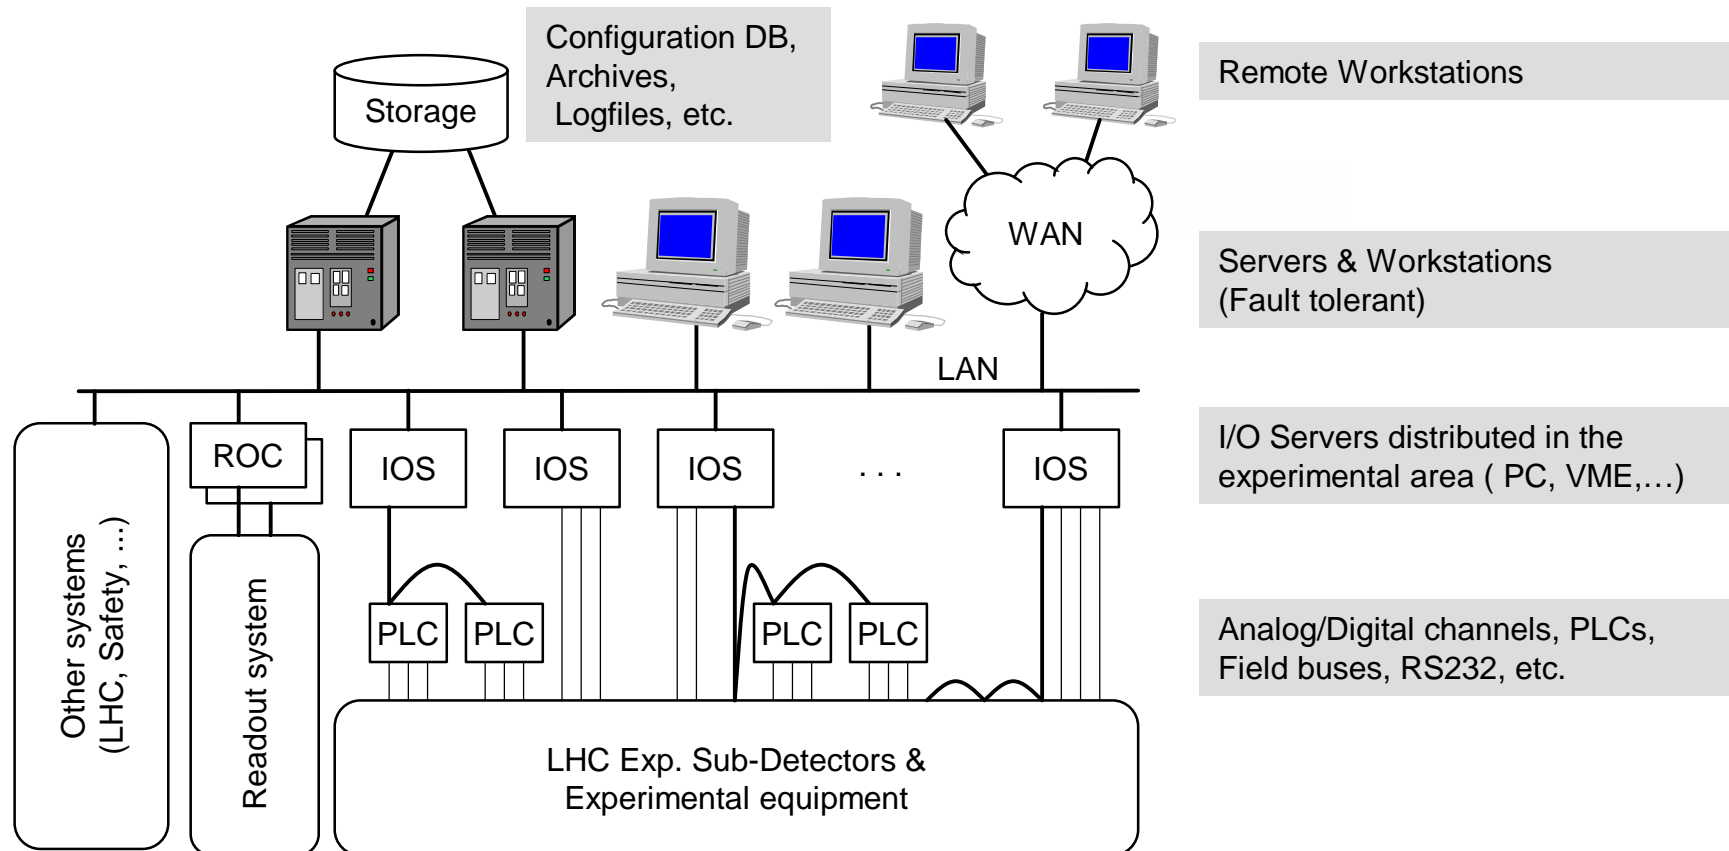 Configuration DB,
Archives,
Logfiles, etc.
Storage
Remote Workstations
WAN
Servers & Workstations
(Fault tolerant)
LAN
ROC
IOS
IOS
IOS
. . .
IOS
I/O Servers distributed in the
experimental area ( PC, VME,…)
Other systems
(LHC, Safety, ...)
Readout system
PLC
PLC
PLC
PLC
Analog/Digital channels, PLCs,
Field buses, RS232, etc.
LHC Exp. Sub-Detectors &
Experimental equipment